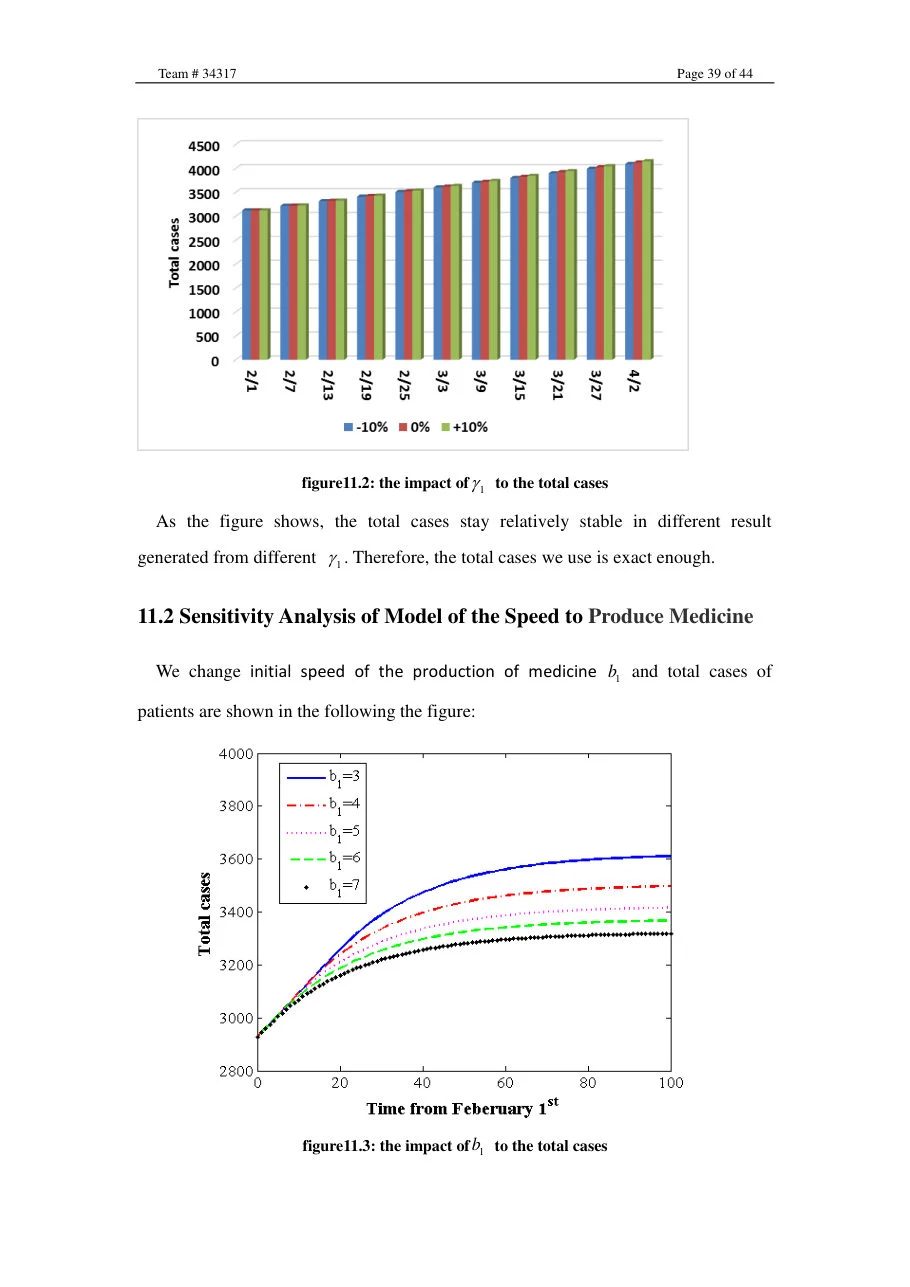 Team # 34317 Page 39 of 44
4500
4000
3500
3000
2500
2000
1500
1000
500
0
Total cases
2/1 2/7 2/13 2/19 2/25 3/3 3/9 3/15 3/21 3/27 4/2
-10% 0% +10%
figure11.2: the impact of γ₁ to the total cases
As the figure shows, the total cases stay relatively stable in different result
generated from different γ₁. Therefore, the total cases we use is exact enough.
11.2 Sensitivity Analysis of Model of the Speed to Produce Medicine
We change initial speed of the production of medicine b₁ and total cases of
patients are shown in the following the figure:
4000
3800
3600
3400
3200
3000
2800
Total cases
b₁=3
b₁=4
b₁=5
b₁=6
b₁=7
0 20 40 60 80 100
Time from Feberuary 1st
figure11.3: the impact of b₁ to the total cases